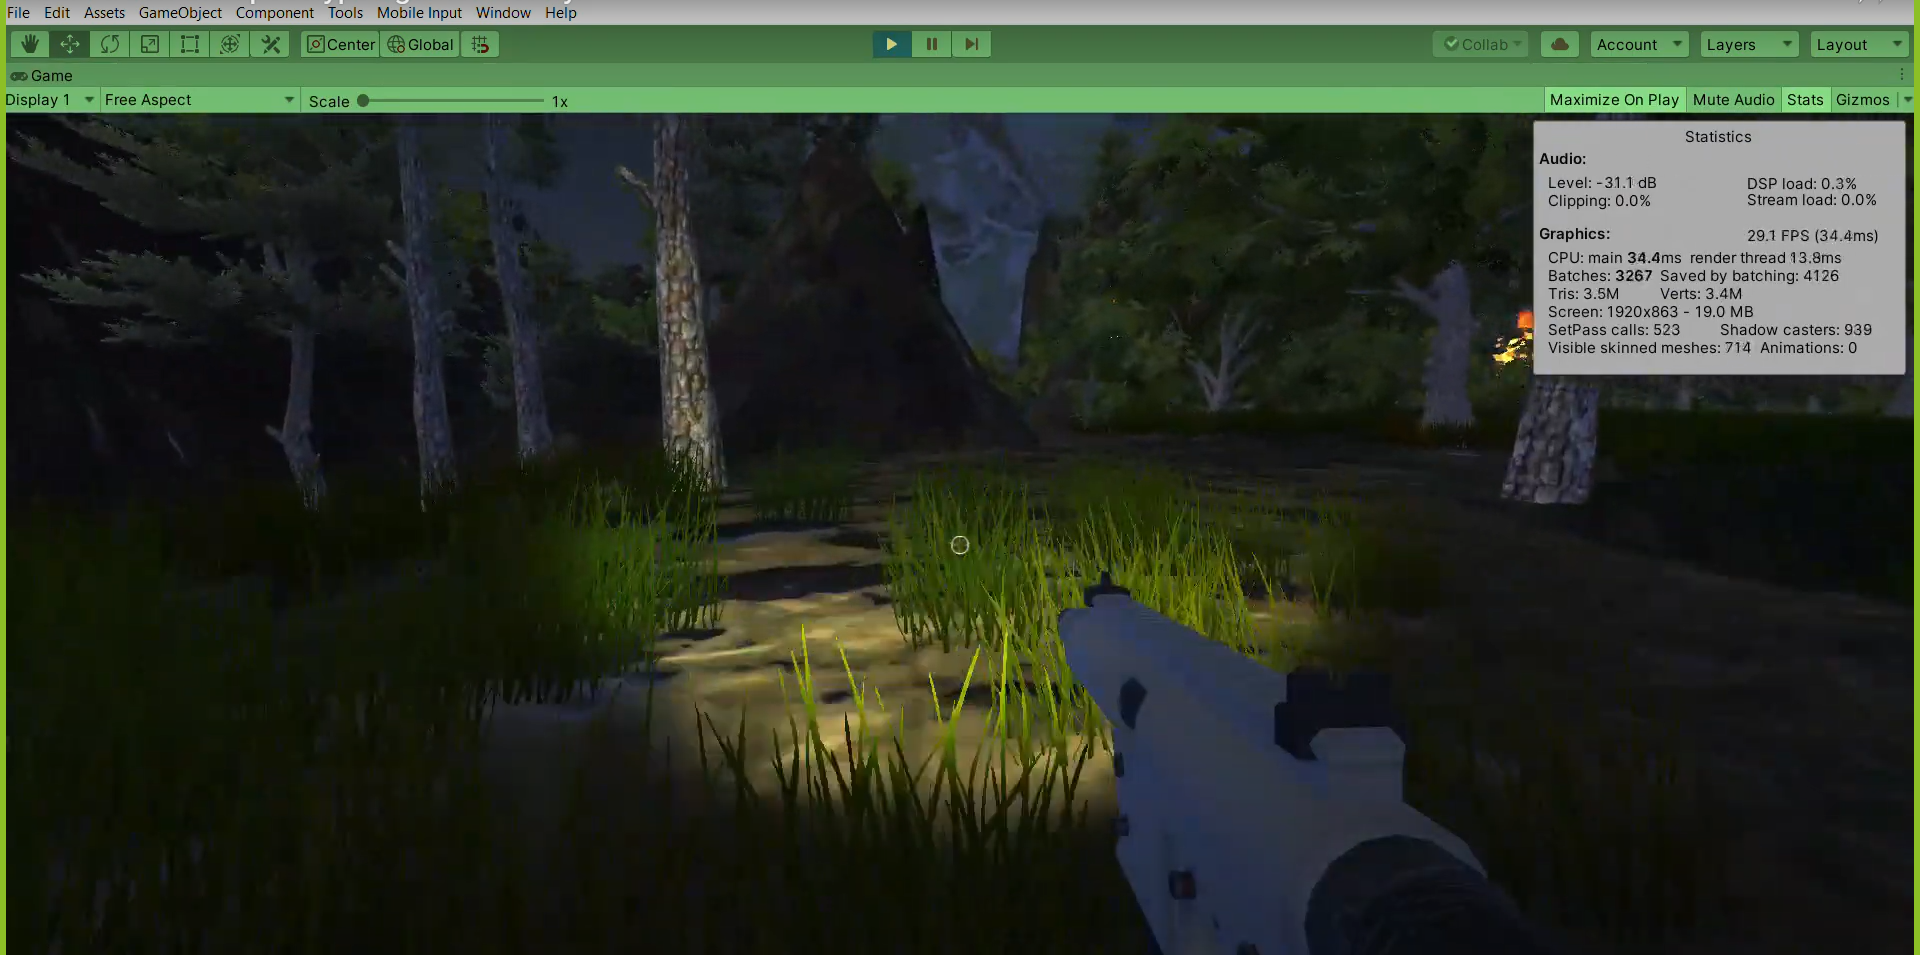 File Edit Assets GameObject Component Tools Mobile Input Window Help
Center Global Collab Account Layers Layout
Game
Display 1 Free Aspect Scale 1x Maximize On Play Mute Audio Stats Gizmos
Statistics
Audio:
Level: -31.1 dB DSP load: 0.3%
Clipping: 0.0% Stream load: 0.0%
Graphics: 29.1 FPS (34.4ms)
CPU: main 34.4ms render thread 13.8ms
Batches: 3267 Saved by batching: 4126
Tris: 3.5M Verts: 3.4M
Screen: 1920x863 - 19.0 MB
SetPass calls: 523 Shadow casters: 939
Visible skinned meshes: 714 Animations: 0